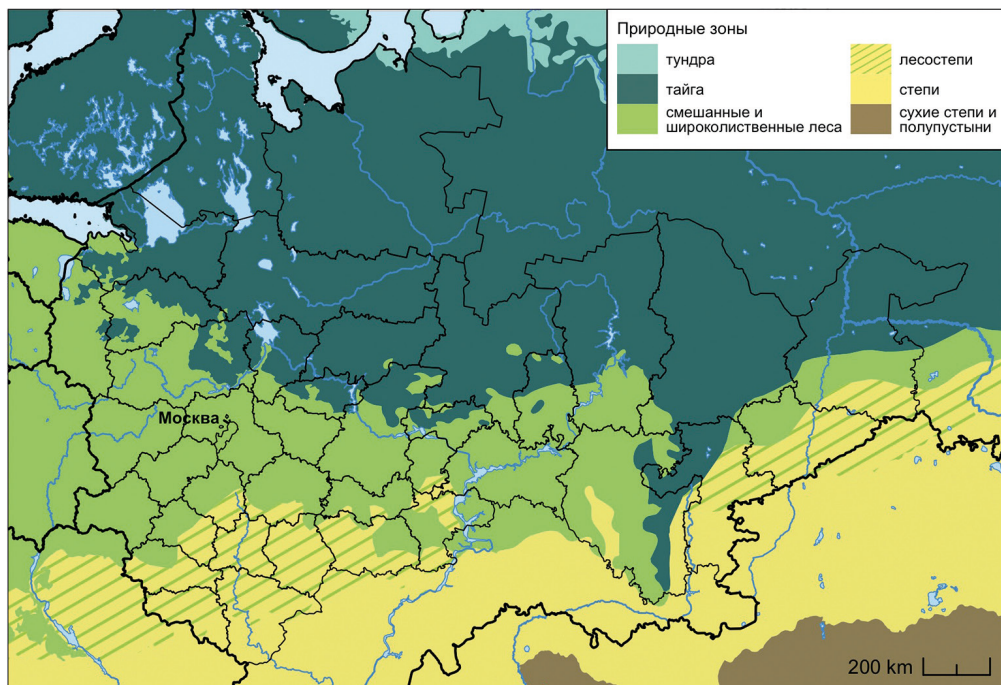 Природные зоны
тундра
тайга
смешанные и
широколиственные леса
лесостепи
степи
сухие степи и
полупустыни
Москва
200 km